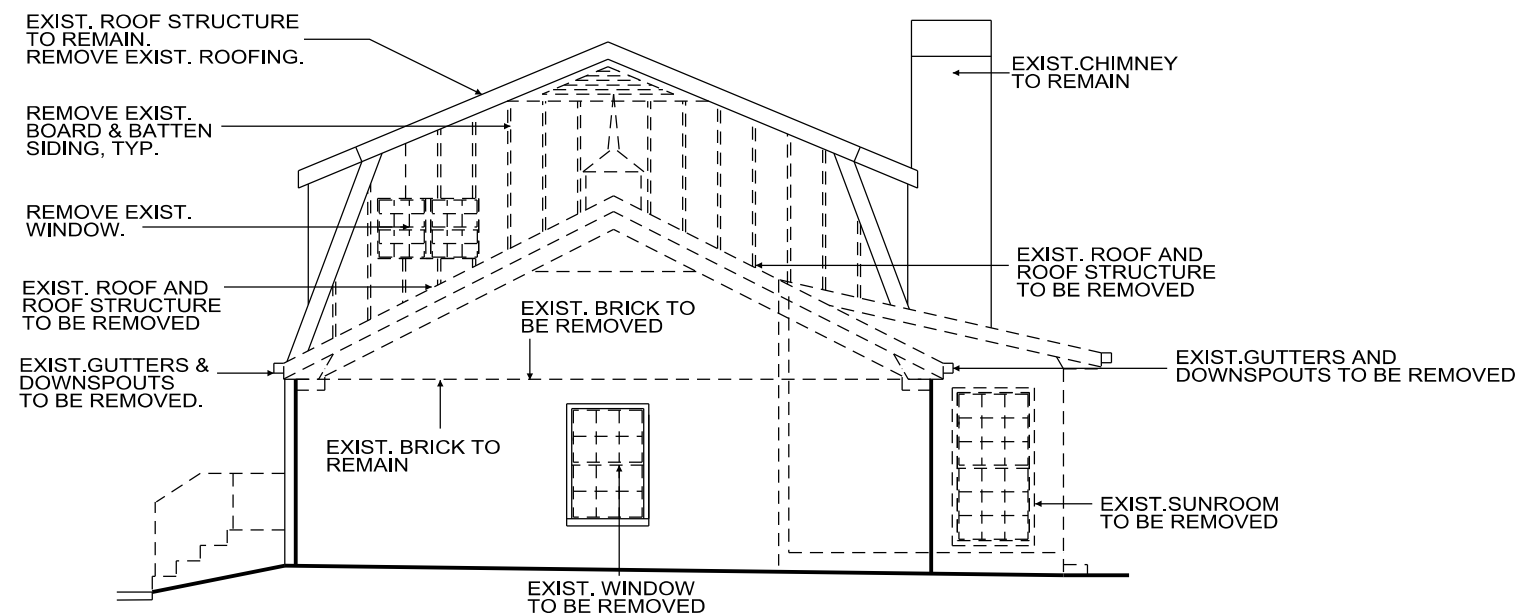 EXIST. ROOF STRUCTURE
TO REMAIN.
REMOVE EXIST. ROOFING.
EXIST.CHIMNEY
TO REMAIN
REMOVE EXIST.
BOARD & BATTEN
SIDING, TYP.
REMOVE EXIST.
WINDOW.
EXIST. ROOF AND
ROOF STRUCTURE
TO BE REMOVED
EXIST. ROOF AND
ROOF STRUCTURE
TO BE REMOVED
EXIST. BRICK TO
BE REMOVED
EXIST.GUTTERS &
DOWNSPOUTS
TO BE REMOVED.
EXIST.GUTTERS AND
DOWNSPOUTS TO BE REMOVED
EXIST. BRICK TO
REMAIN
EXIST.SUNROOM
TO BE REMOVED
EXIST. WINDOW
TO BE REMOVED